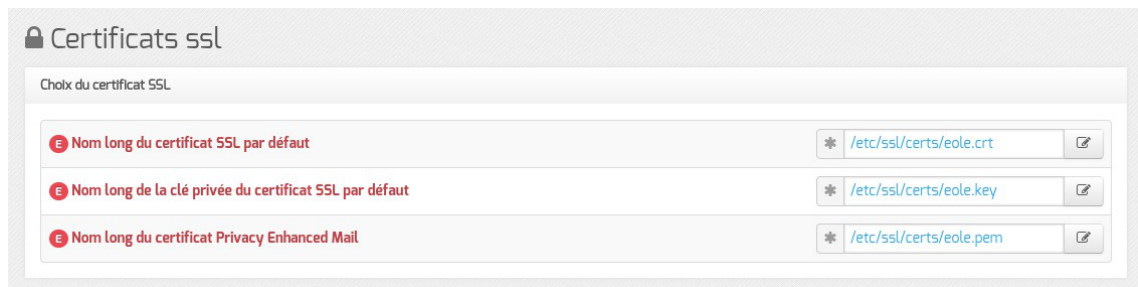 Certificats ssl
Choix du certificat SSL
E Nom long du certificat SSL par défaut * /etc/ssl/certs/eole.crt
E Nom long de la clé privée du certificat SSL par défaut * /etc/ssl/certs/eole.key
E Nom long du certificat Privacy Enhanced Mail * /etc/ssl/certs/eole.pem